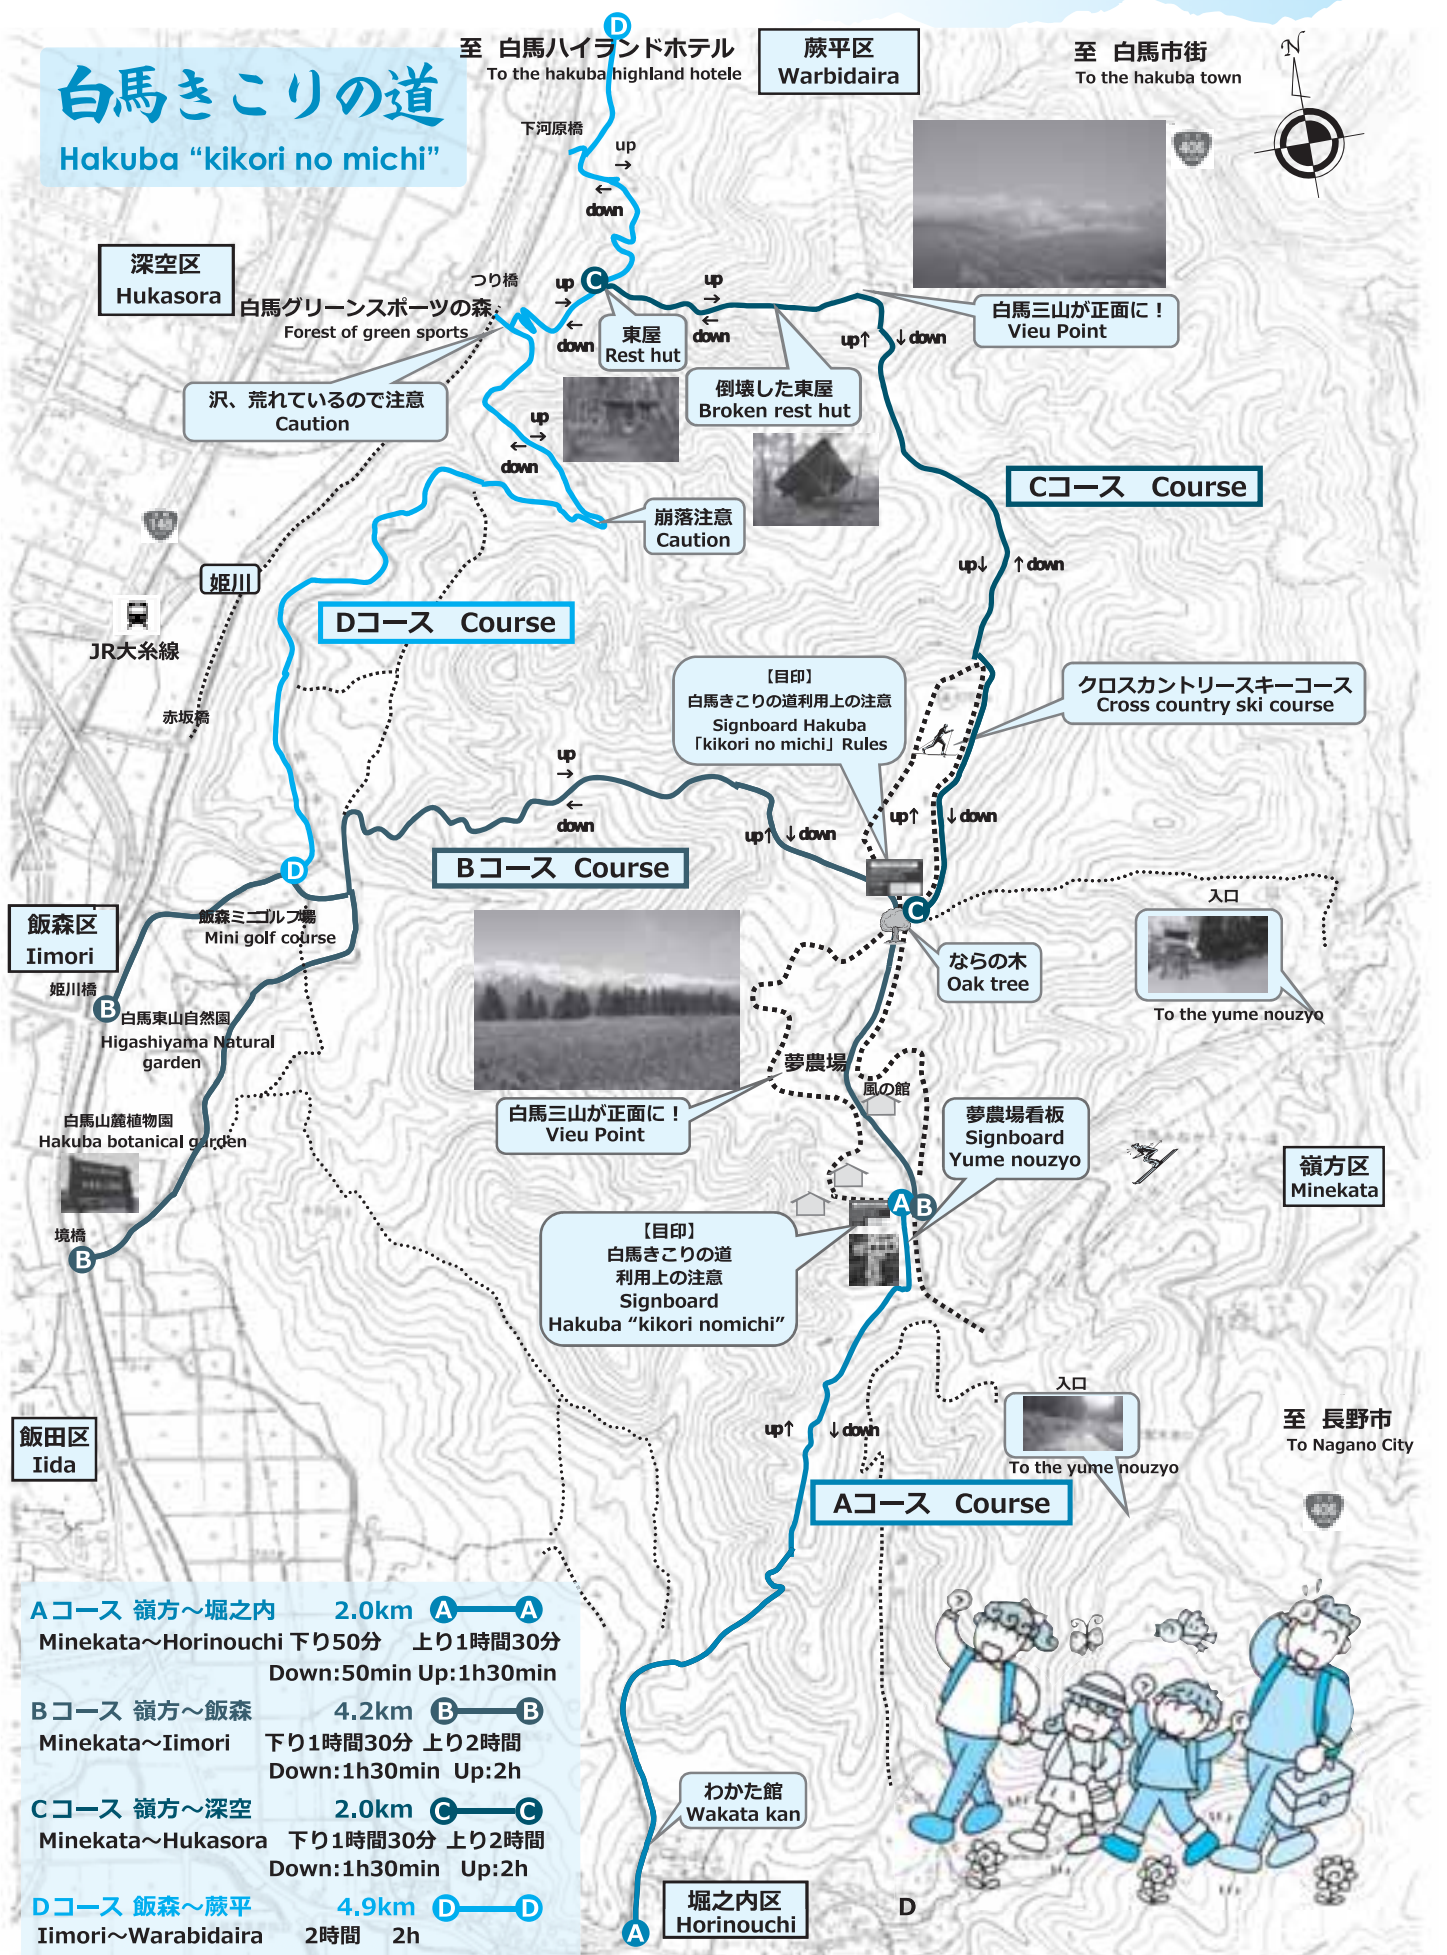 至 白馬ハイランドホテル
To the hakuba highland hotele
D
蕨平区
Warbidaira
至 白馬市街
To the hakuba town
N
白馬きこりの道
Hakuba “kikori no michi”
下河原橋
up
→
←
down
406
深空区
Hukasora
つり橋
白馬グリーンスポーツの森
Forest of green sports
up
→
←
down
C
東屋
Rest hut
up
→
←
down
白馬三山が正面に！
Vieu Point
up↑ ↓down
沢、荒れているので注意
Caution
倒壊した東屋
Broken rest hut
up
→
←
down
Cコース Course
崩落注意
Caution
148
姫川
up↓ ↑down
JR大糸線
Dコース Course
赤坂橋
【目印】
白馬きこりの道利用上の注意
Signboard Hakuba
「kikori no michi」Rules
クロスカントリースキーコース
Cross country ski course
up
→
←
down
up↑ ↓down
up↑ ↓down
Bコース Course
D
飯森区
Iimori
飯森ミニゴルフ場
Mini golf course
C
入口
To the yume nouzyo
ならの木
Oak tree
姫川橋
B
白馬東山自然園
Higashiyama Natural
garden
夢農場
風の館
白馬三山が正面に！
Vieu Point
夢農場看板
Signboard
Yume nouzyo
白馬山麓植物園
Hakuba botanical garden
嶺方区
Minekata
A
B
境橋
B
【目印】
白馬きこりの道
利用上の注意
Signboard
Hakuba “kikori nomichi”
入口
To the yume nouzyo
飯田区
Iida
up↑ ↓down
至 長野市
To Nagano City
406
Aコース Course
Aコース 嶺方～堀之内 2.0km A A
Minekata～Horinouchi 下り50分 上り1時間30分
Down:50min Up:1h30min
Bコース 嶺方～飯森 4.2km B B
Minekata～Iimori 下り1時間30分 上り2時間
Down:1h30min Up:2h
Cコース 嶺方～深空 2.0km C C
Minekata～Hukasora 下り1時間30分 上り2時間
Down:1h30min Up:2h
Dコース 飯森～蕨平 4.9km D D
Iimori～Warabidaira 2時間 2h
わかた館
Wakata kan
堀之内区
Horinouchi
A
D